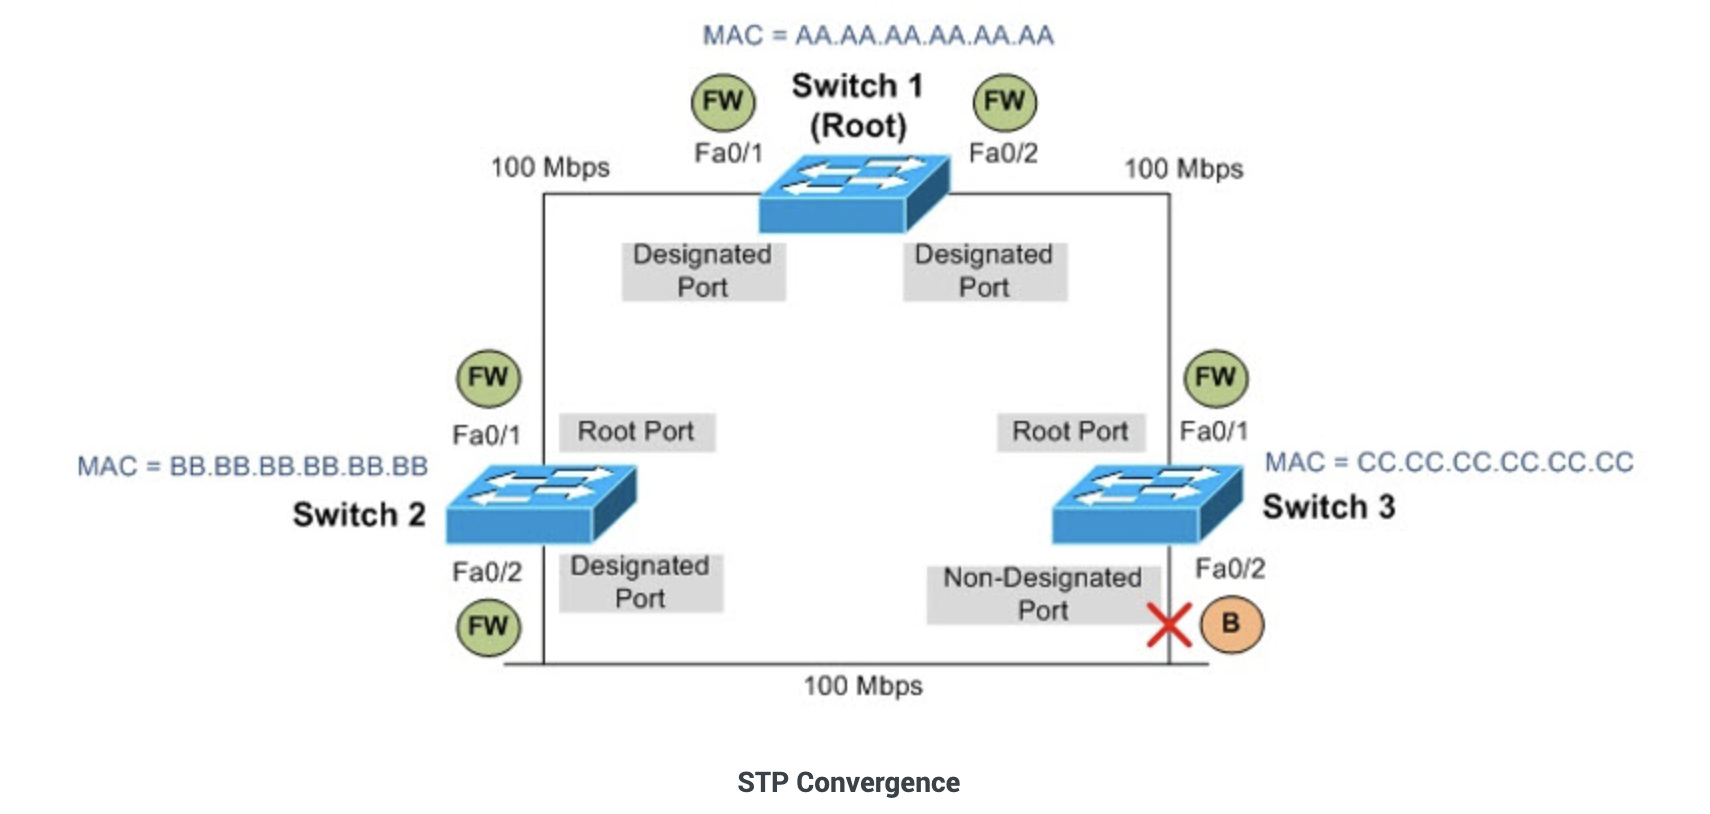 MAC = AA.AA.AA.AA.AA.AA
Switch 1
(Root)
FW
FW
Fa0/1
Fa0/2
100 Mbps
100 Mbps
Designated
Port
Designated
Port
FW
FW
Fa0/1
Root Port
Root Port
Fa0/1
MAC = BB.BB.BB.BB.BB.BB
MAC = CC.CC.CC.CC.CC.CC
Switch 2
Switch 3
Fa0/2
Designated
Port
Non-Designated
Port
Fa0/2
FW
B
100 Mbps
STP Convergence